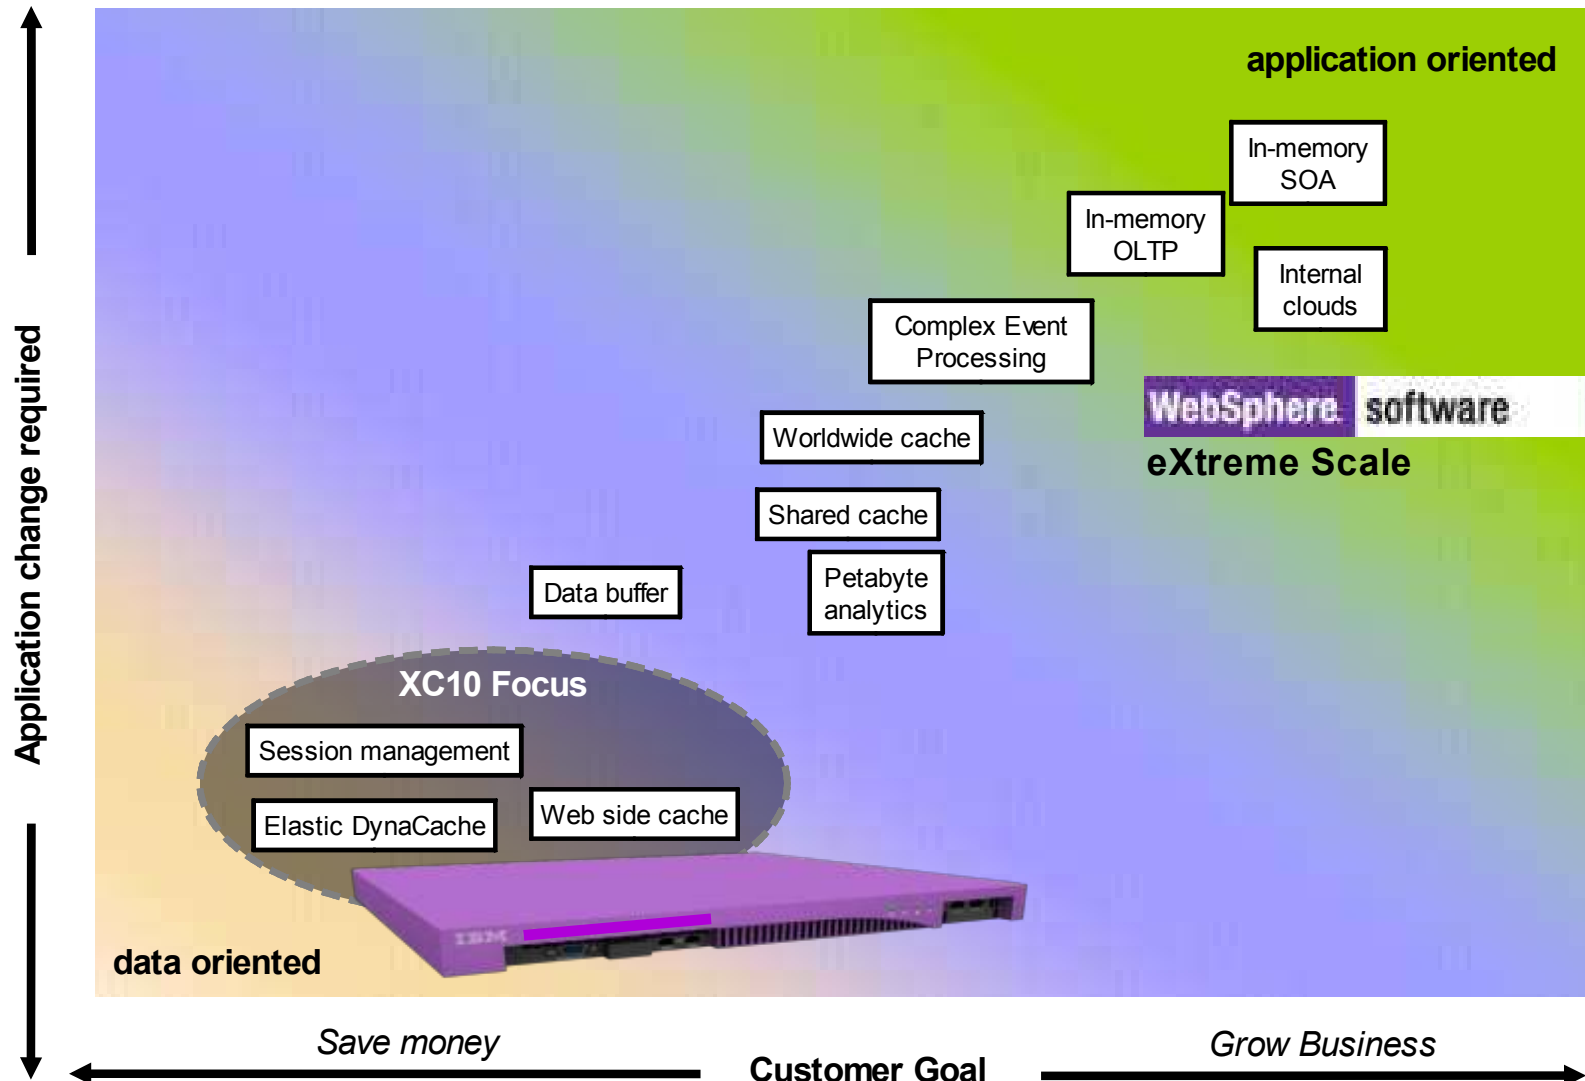 application oriented
In-memory
SOA
In-memory
OLTP
Internal
clouds
Complex Event
Processing
WebSphere software
eXtreme Scale
Worldwide cache
Shared cache
Petabyte
analytics
Data buffer
XC10 Focus
Session management
Elastic DynaCache
Web side cache
IBM
data oriented
Application change required
Save money
Customer Goal
Grow Business